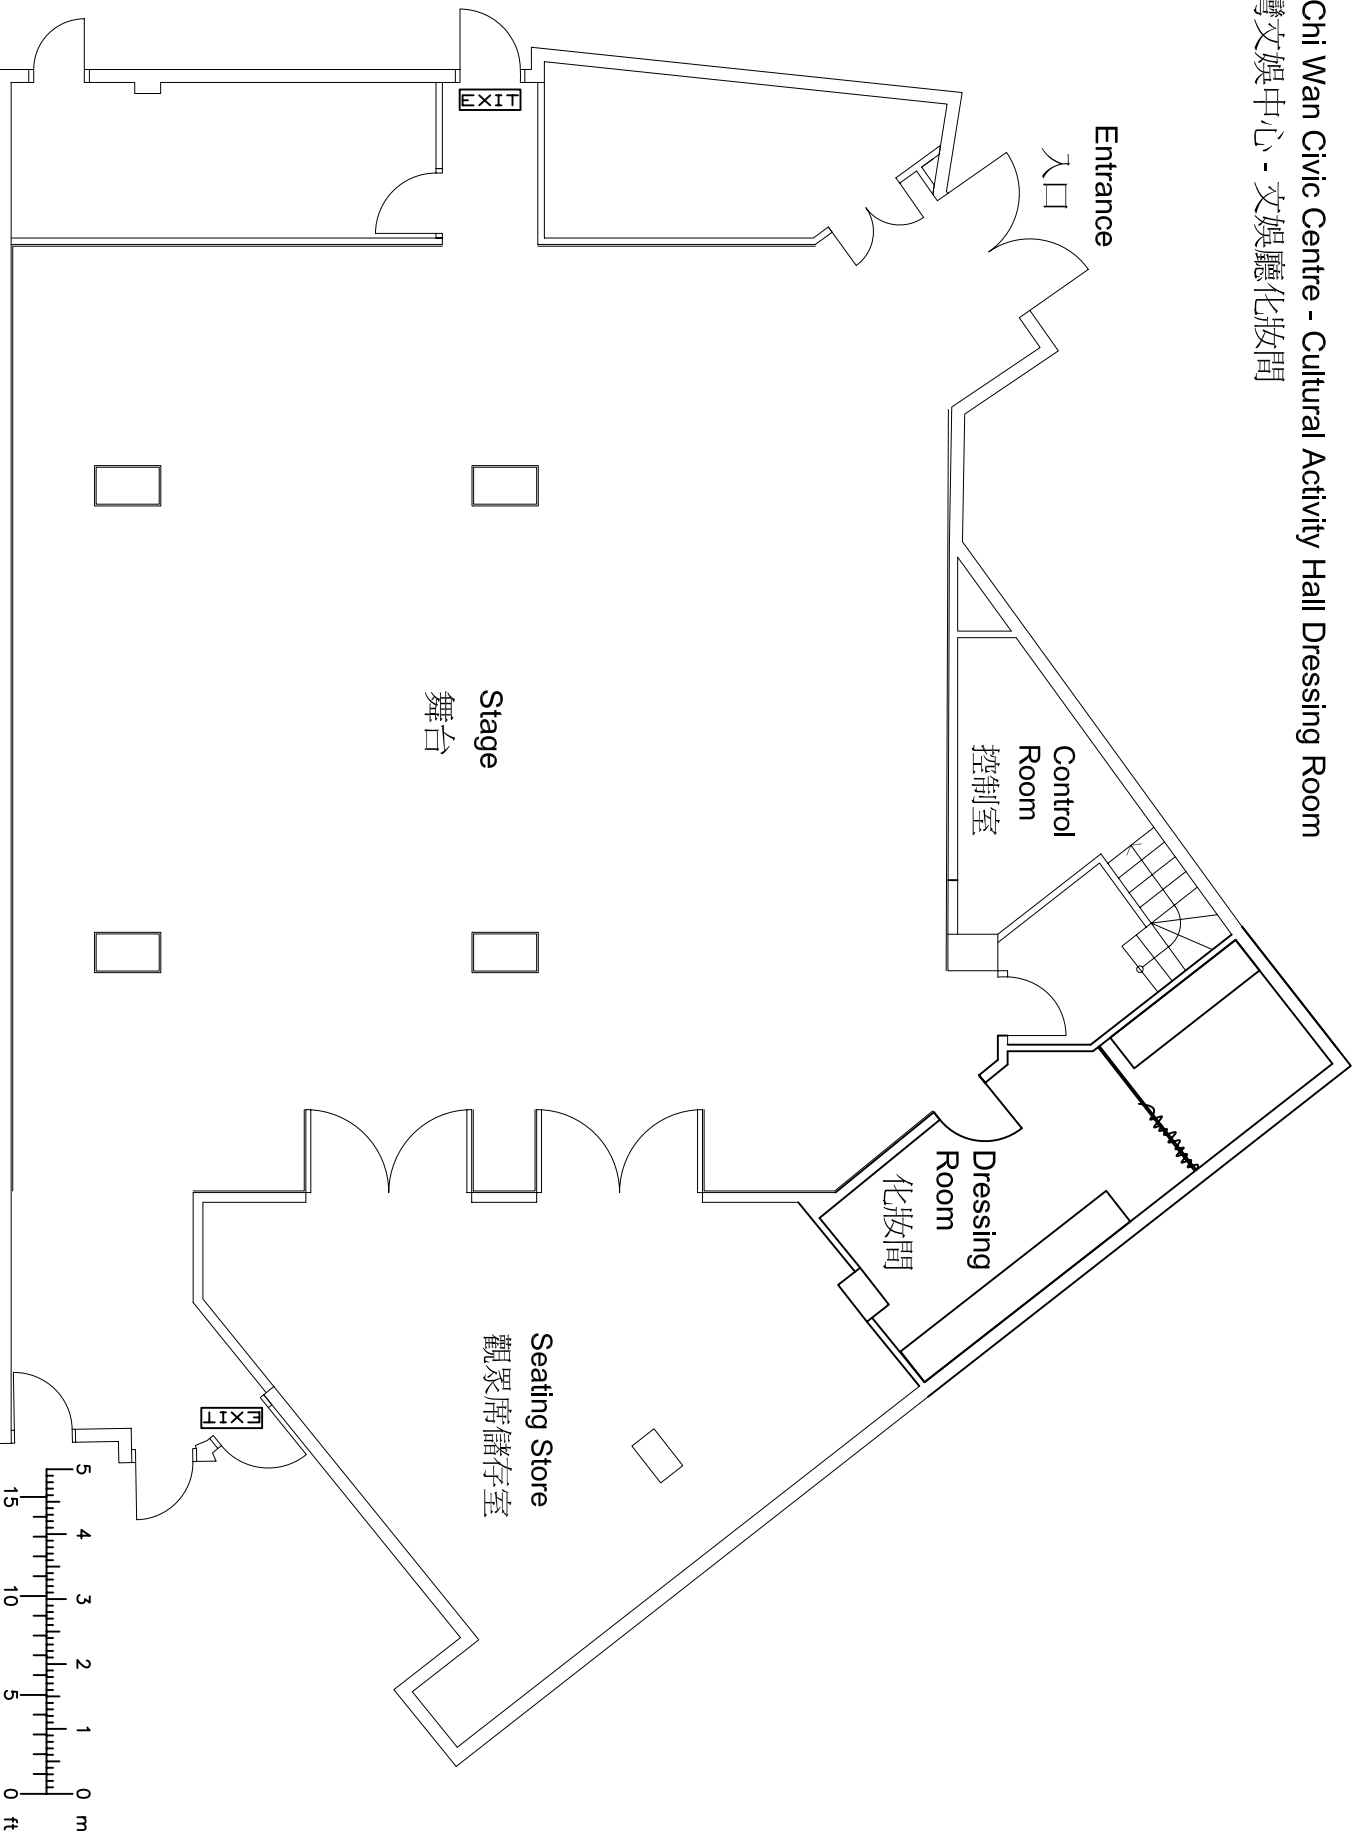 Chi Wan Civic Centre - Cultural Activity Hall Dressing Room
灣文娛中心 - 文娛廳化妝間
Entrance
入口
EXIT
Control
Room
控制室
Stage
舞台
Dressing
Room
化妝間
Seating Store
觀眾席儲存室
EXIT
5 4 3 2 1 0 m
15 10 5 0 ft